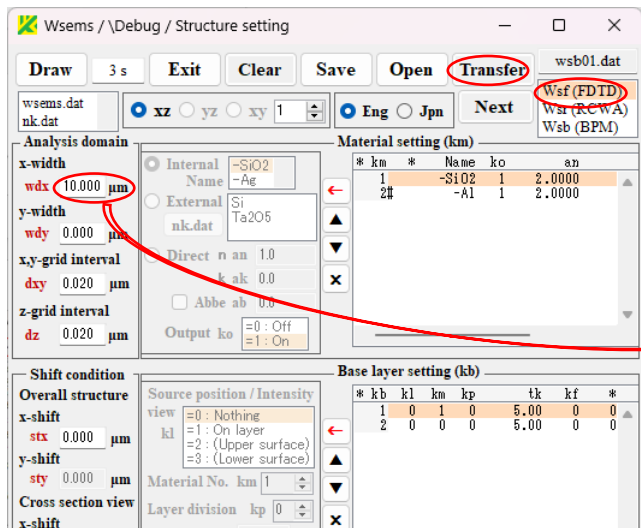 Wsems / \Debug / Structure setting
Draw 3 s Exit Clear Save Open Transfer wsb01.dat
wsems.dat
nk.dat
xz yz xy 1 Eng Jpn Next
Wsf (FDTD)
Wsr (RCWA)
Wsb (BPM)
Analysis domain
x-width
wdx 10.000 μm
y-width
wdy 0.000 μm
x,y-grid interval
dxy 0.020 μm
z-grid interval
dz 0.020 μm
Internal Name
-SiO2
-Ag
External
nk.dat
Si
Ta2O5
Direct n an 1.0
k ak 0.0
Abbe ab 0.0
Output ko
=0 : Off
=1 : On
Material setting (km)
* km * Name ko an
1 -SiO2 1 2.0000
2# -Al 1 2.0000
Shift condition
Overall structure
x-shift
stx 0.000 μm
y-shift
sty 0.000 μm
Cross section view
x-shift
Source position / Intensity
view
kl
=0 : Nothing
=1 : On layer
=2 : (Upper surface)
=3 : (Lower surface)
Material No. km 1
Layer division kp 0
Base layer setting (kb)
* kb kl km kp tk kf *
1 0 1 0 5.00 0 0
2 0 0 0 5.00 0 0